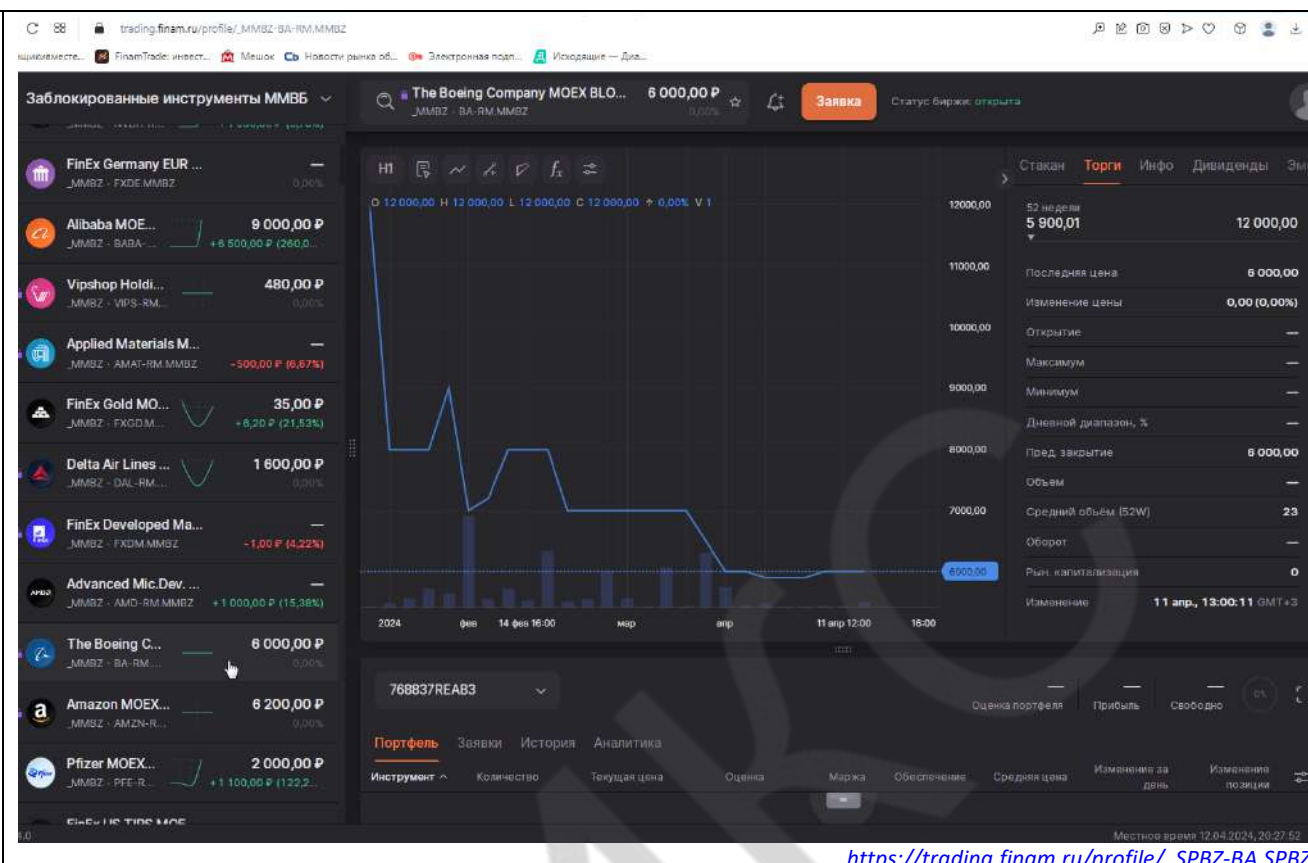 trading.finam.ru/profile/_MMBZ-BA-RM.MMBZ
FinamTrade: инвест...
Мешок
Cb Новости рынка об...
Электронная подп...
Исходящие — Диа...
Заблокированные инструменты ММВБ
The Boeing Company MOEX BLO...
6 000,00 ₽
_MMBZ · BA-RM.MMBZ
0,00%
Заявка
Статус биржи: открыта
FinEx Germany EUR ...
—
_MMBZ · FXDE.MMBZ
0,00%
Alibaba MOE...
9 000,00 ₽
_MMBZ · BABA-...
+6 500,00 ₽ (260,0...
Vipshop Holdi...
480,00 ₽
_MMBZ · VIPS-RM...
0,00%
Applied Materials M...
—
_MMBZ · AMAT-RM.MMBZ
-500,00 ₽ (6,67%)
FinEx Gold MO...
35,00 ₽
_MMBZ · FXGD.M...
+6,20 ₽ (21,53%)
Delta Air Lines ...
1 600,00 ₽
_MMBZ · DAL-RM....
0,00%
FinEx Developed Ma...
—
_MMBZ · FXDM.MMBZ
-1,00 ₽ (4,22%)
Advanced Mic.Dev. ...
—
_MMBZ · AMD-RM.MMBZ
+1 000,00 ₽ (15,38%)
The Boeing C...
6 000,00 ₽
_MMBZ · BA-RM....
0,00%
Amazon MOEX...
6 200,00 ₽
_MMBZ · AMZN-R...
0,00%
Pfizer MOEX...
2 000,00 ₽
_MMBZ · PFE-R...
+1 100,00 ₽ (122,2...
FinEx US TIPS MOE...
H1
O 12 000,00 H 12 000,00 L 12 000,00 C 12 000,00 0,00% V 1
12000,00
11000,00
10000,00
9000,00
8000,00
7000,00
6000,00
2024 фев 14 фев 16:00 мар апр 11 апр 12:00 16:00
Стакан Торги Инфо Дивиденды Эм
52 недели
5 900,01 12 000,00
Последняя цена 6 000,00
Изменение цены 0,00 (0,00%)
Открытие —
Максимум —
Минимум —
Дневной диапазон, % —
Пред. закрытие 6 000,00
Объем —
Средний объём (52W) 23
Оборот —
Рын. капитализация 0
Изменение 11 апр., 13:00:11 GMT+3
768837REAB3
— — — 0%
Оценка портфеля Прибыль Свободно
Портфель Заявки История Аналитика
Инструмент Количество Текущая цена Оценка Маржа Обеспечение Средняя цена Изменение за день Изменение позиции
Местное время 12.04.2024, 20:27:52
https://trading.finam.ru/profile/_SPBZ-BA.SPBZ